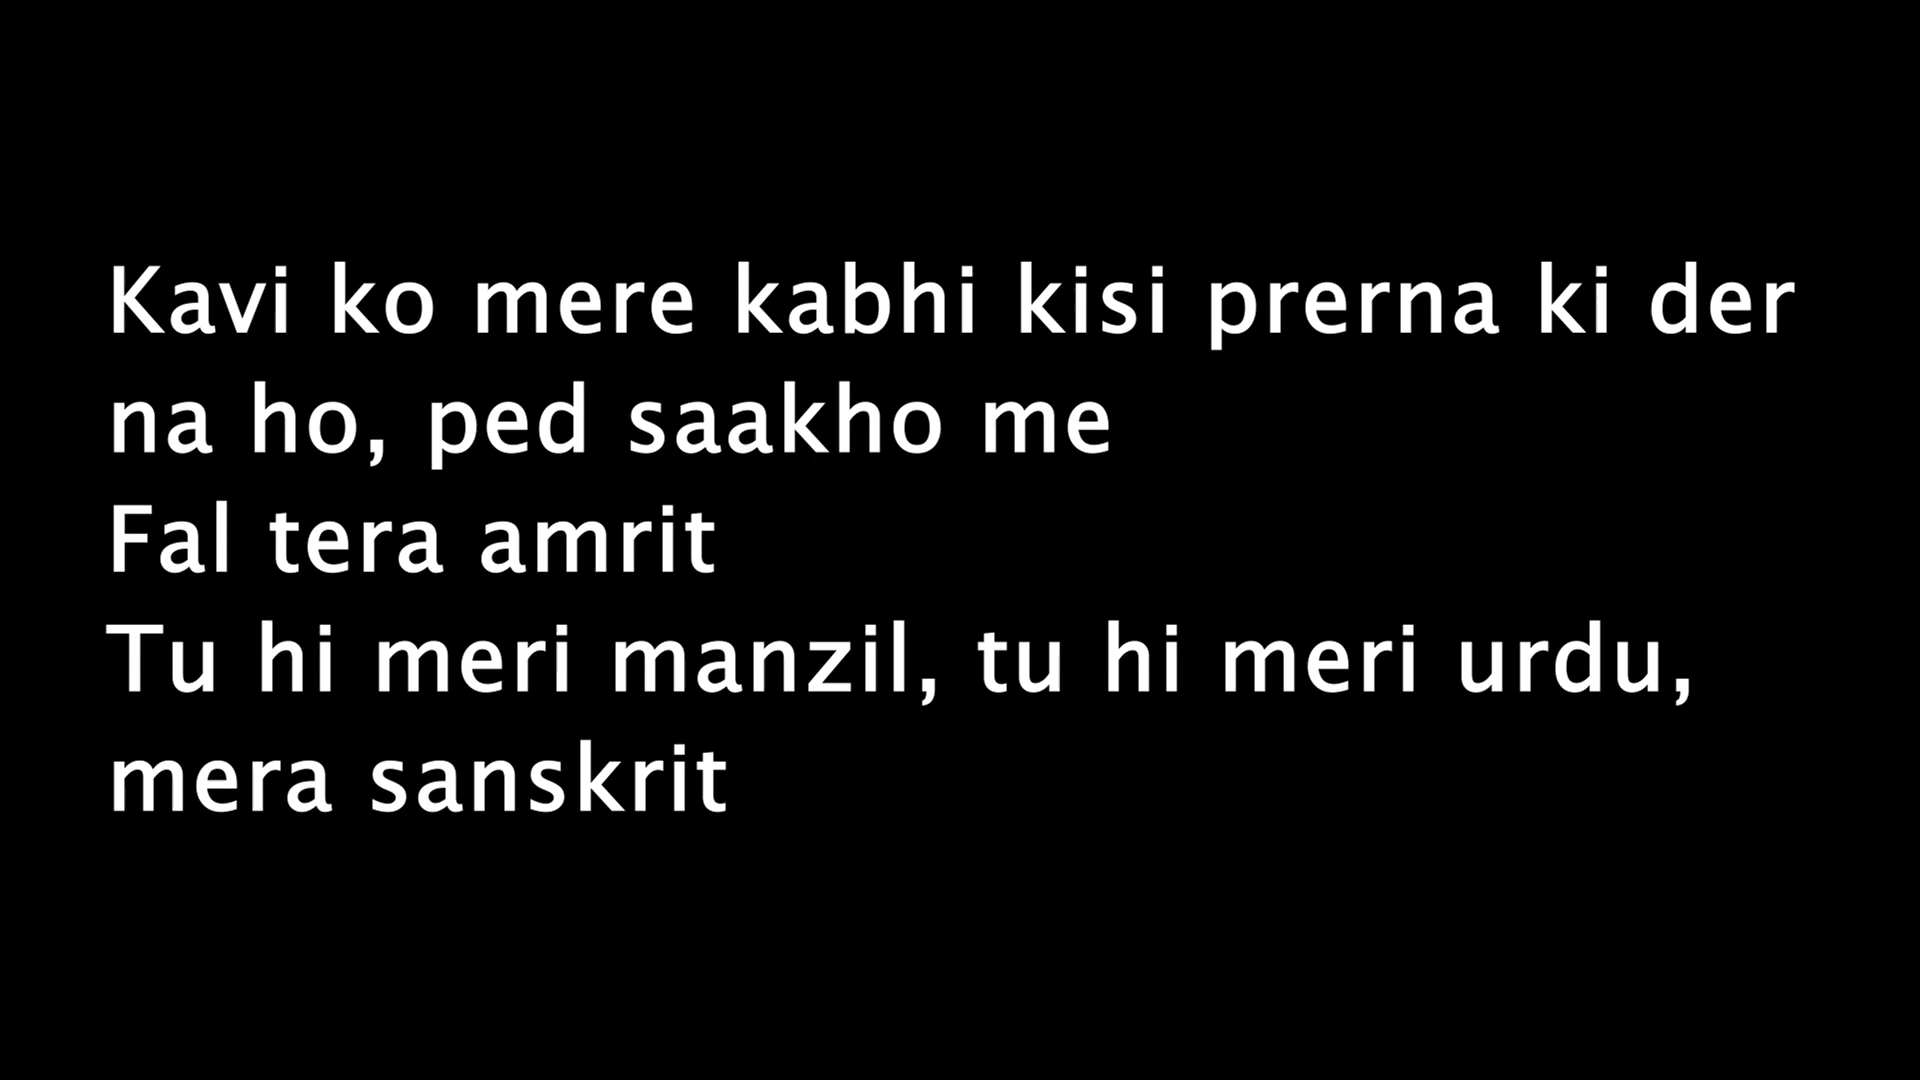 Kavi ko mere kabhi kisi prerna ki der
na ho, ped saakho me
Fal tera amrit
Tu hi meri manzil, tu hi meri urdu,
mera sanskrit